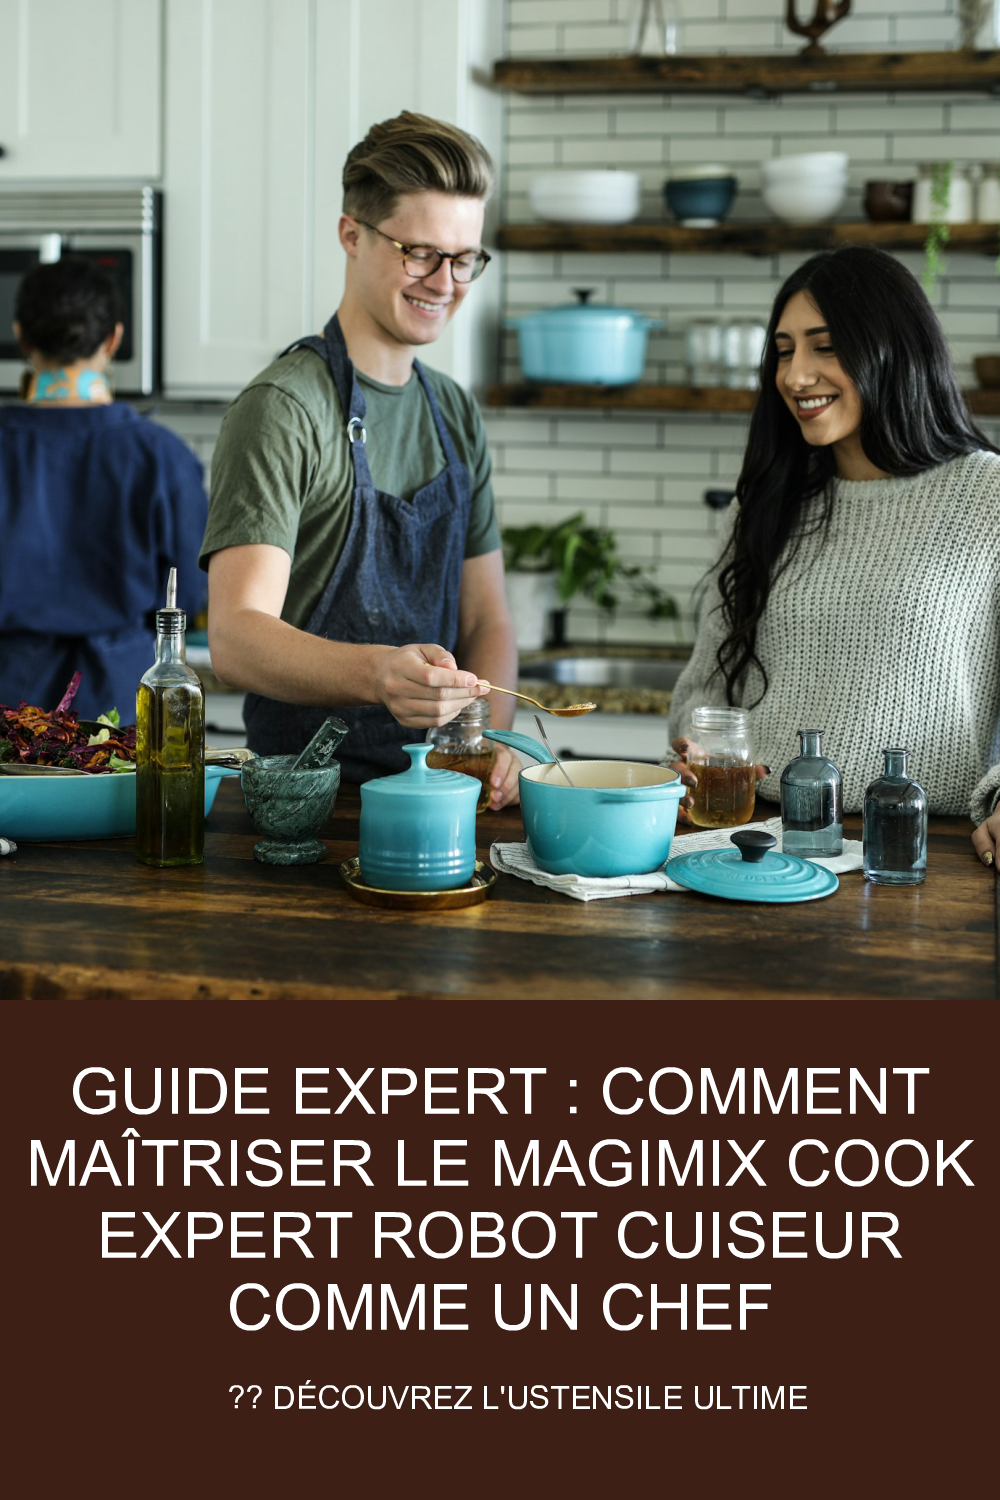 GUIDE EXPERT : COMMENT
MAÎTRISER LE MAGIMIX COOK
EXPERT ROBOT CUISEUR
COMME UN CHEF
?? DÉCOUVREZ L'USTENSILE ULTIME